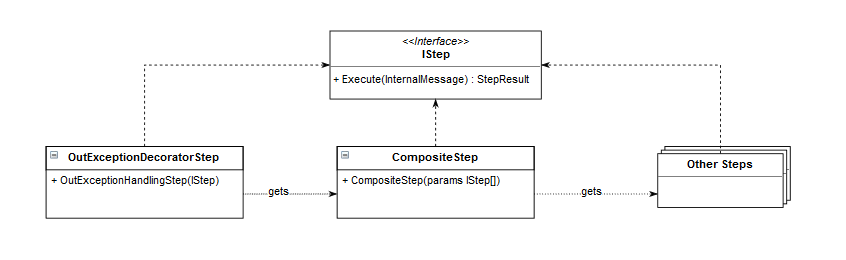 <<Interface>>
IStep
+ Execute(InternalMessage) : StepResult
OutExceptionDecoratorStep
+ OutExceptionHandlingStep(IStep)
gets
CompositeStep
+ CompositeStep(params IStep[])
gets
Other Steps